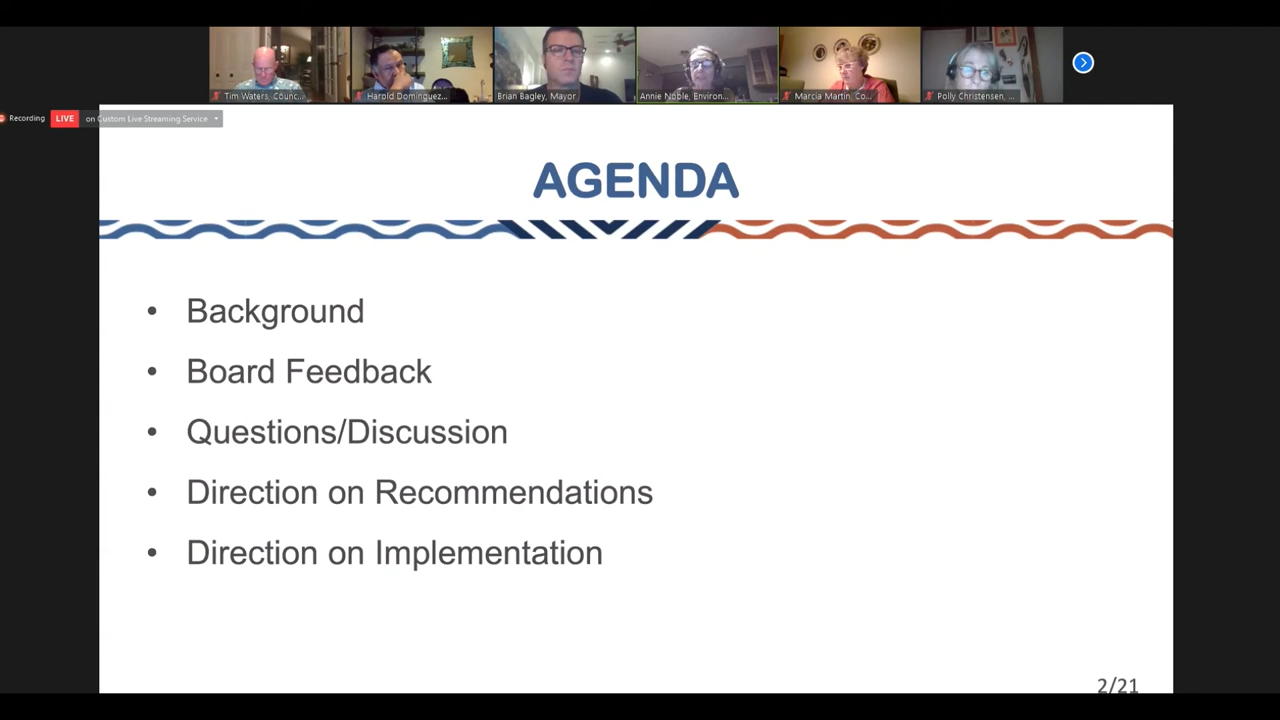 Tim Waters, Counc...
Harold Dominguez...
Brian Bagley, Mayor
Annie Noble, Environ...
Marcia Martin, Co...
Polly Christensen, ...
Recording
LIVE
on Custom Live Streaming Service
AGENDA
• Background
• Board Feedback
• Questions/Discussion
• Direction on Recommendations
• Direction on Implementation
2/21